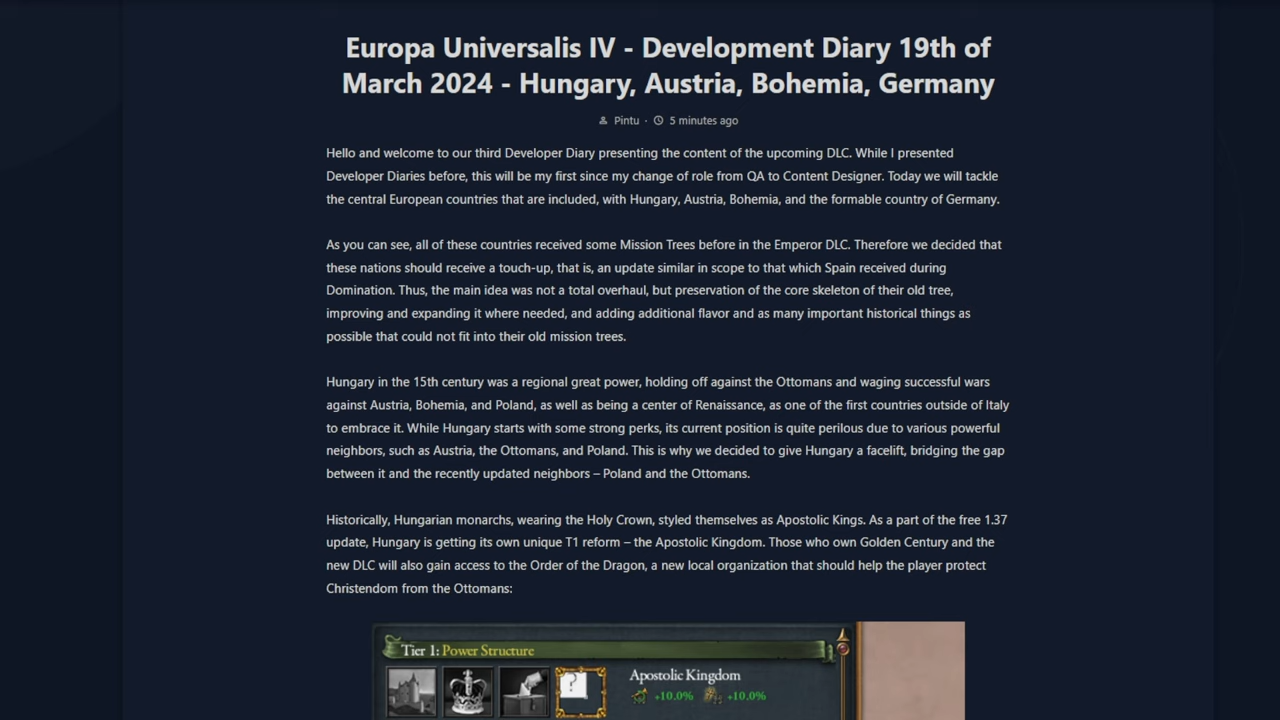 Europa Universalis IV - Development Diary 19th of
March 2024 - Hungary, Austria, Bohemia, Germany
Pintu · 5 minutes ago
Hello and welcome to our third Developer Diary presenting the content of the upcoming DLC. While I presented
Developer Diaries before, this will be my first since my change of role from QA to Content Designer. Today we will tackle
the central European countries that are included, with Hungary, Austria, Bohemia, and the formable country of Germany.
As you can see, all of these countries received some Mission Trees before in the Emperor DLC. Therefore we decided that
these nations should receive a touch-up, that is, an update similar in scope to that which Spain received during
Domination. Thus, the main idea was not a total overhaul, but preservation of the core skeleton of their old tree,
improving and expanding it where needed, and adding additional flavor and as many important historical things as
possible that could not fit into their old mission trees.
Hungary in the 15th century was a regional great power, holding off against the Ottomans and waging successful wars
against Austria, Bohemia, and Poland, as well as being a center of Renaissance, as one of the first countries outside of Italy
to embrace it. While Hungary starts with some strong perks, its current position is quite perilous due to various powerful
neighbors, such as Austria, the Ottomans, and Poland. This is why we decided to give Hungary a facelift, bridging the gap
between it and the recently updated neighbors – Poland and the Ottomans.
Historically, Hungarian monarchs, wearing the Holy Crown, styled themselves as Apostolic Kings. As a part of the free 1.37
update, Hungary is getting its own unique T1 reform – the Apostolic Kingdom. Those who own Golden Century and the
new DLC will also gain access to the Order of the Dragon, a new local organization that should help the player protect
Christendom from the Ottomans:
Tier 1: Power Structure
Apostolic Kingdom
+10.0% +10.0%